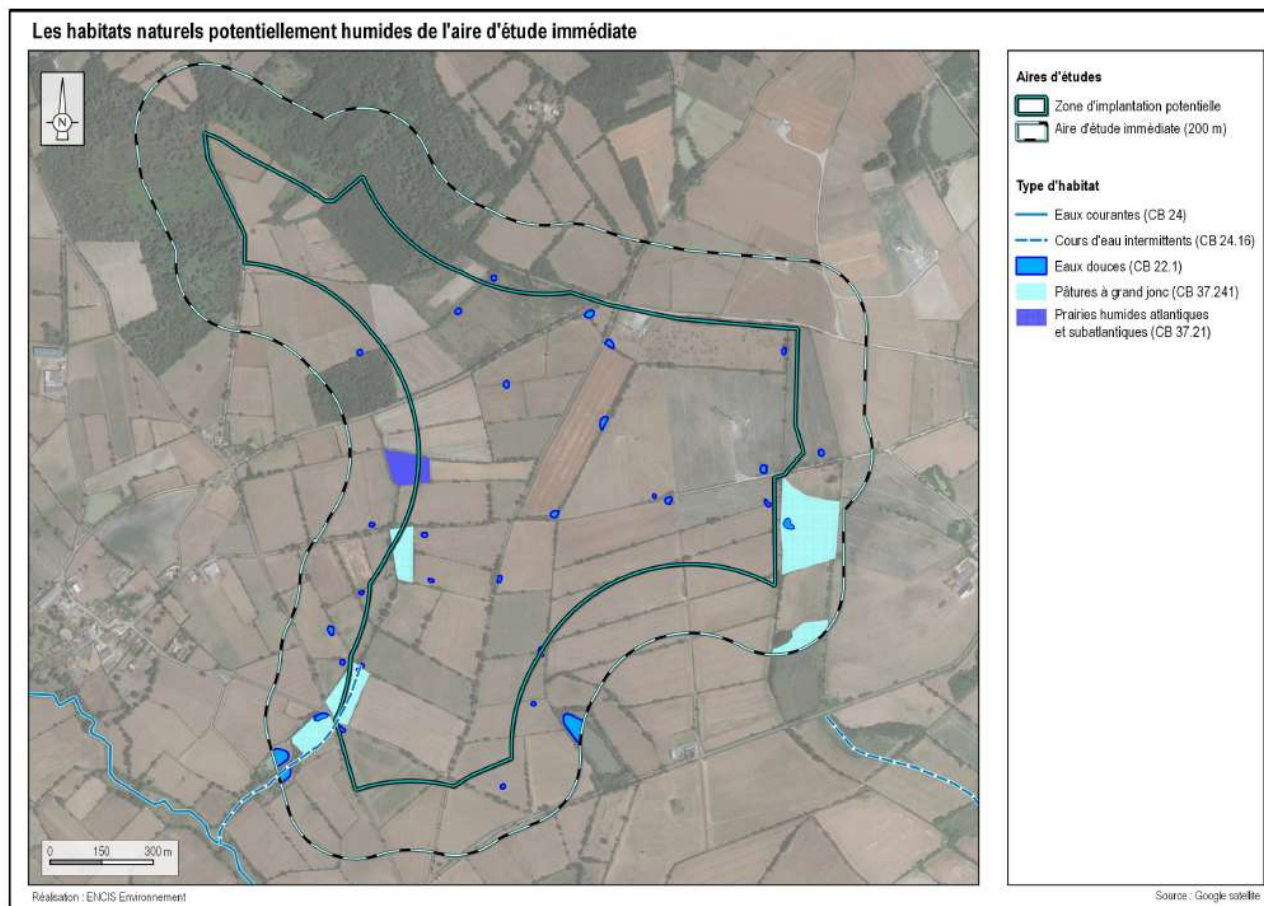 Les habitats naturels potentiellement humides de l'aire d'étude immédiate
N
0 150 300 m
Réalisation : ENCIS Environnement
Aires d'études
Zone d'implantation potentielle
Aire d'étude immédiate (200 m)
Type d'habitat
Eaux courantes (CB 24)
Cours d'eau intermittents (CB 24.16)
Eaux douces (CB 22.1)
Pâtures à grand jonc (CB 37.241)
Prairies humides atlantiques
et subatlantiques (CB 37.21)
Source : Google satellite